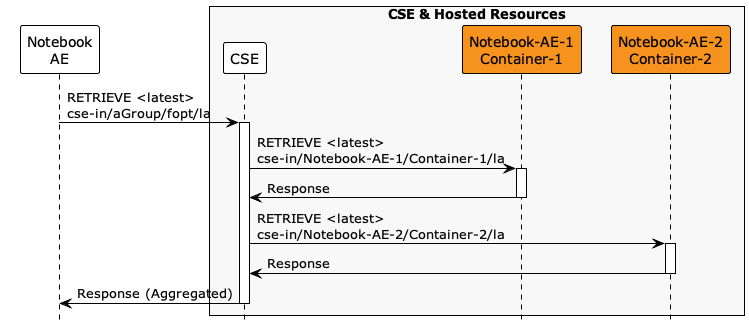 CSE & Hosted Resources
Notebook
AE
CSE
Notebook-AE-1
Container-1
Notebook-AE-2
Container-2
RETRIEVE <latest>
cse-in/aGroup/fopt/la
RETRIEVE <latest>
cse-in/Notebook-AE-1/Container-1/la
Response
RETRIEVE <latest>
cse-in/Notebook-AE-2/Container-2/la
Response
Response (Aggregated)